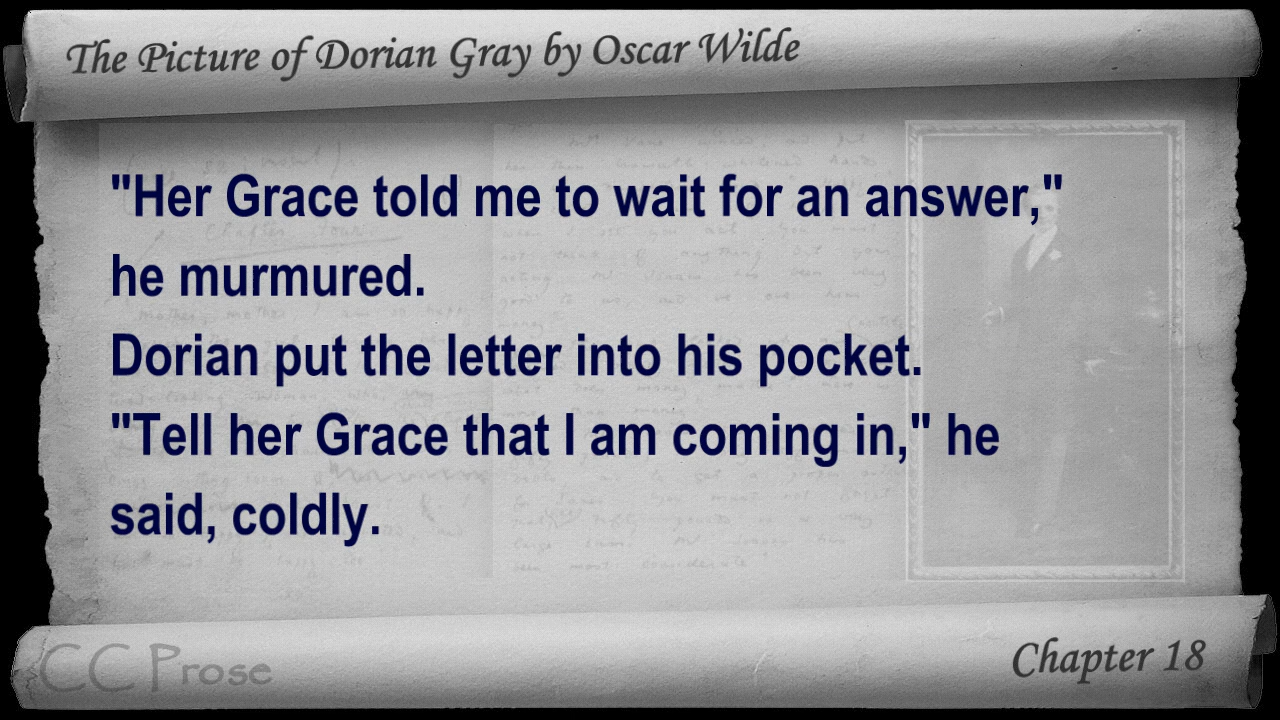 The Picture of Dorian Gray by Oscar Wilde
"Her Grace told me to wait for an answer,"
he murmured.
Dorian put the letter into his pocket.
"Tell her Grace that I am coming in," he
said, coldly.
CC Prose
Chapter 18